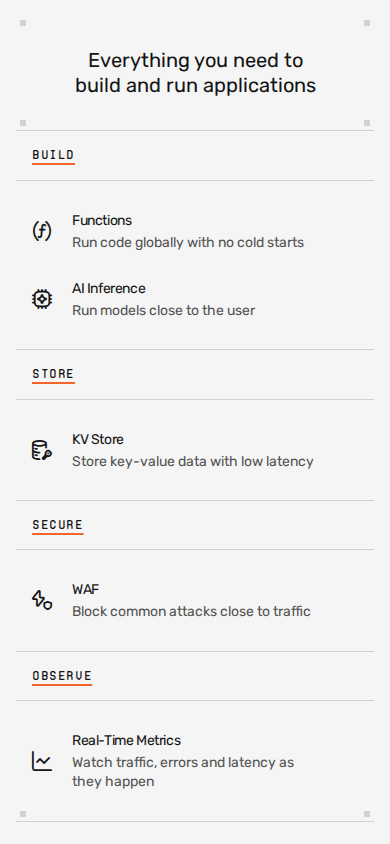 Everything you need to
build and run applications
BUILD
Functions
Run code globally with no cold starts
AI Inference
Run models close to the user
STORE
KV Store
Store key-value data with low latency
SECURE
WAF
Block common attacks close to traffic
OBSERVE
Real-Time Metrics
Watch traffic, errors and latency as
they happen